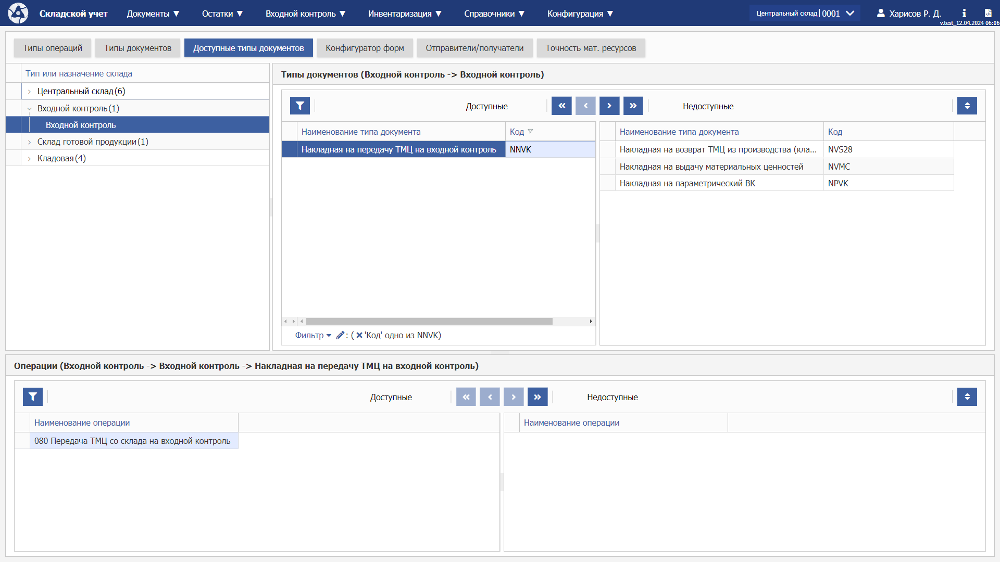 Складской учет Документы ▼ Остатки ▼ Входной контроль ▼ Инвентаризация ▼ Справочники ▼ Конфигурация ▼ Центральный склад | 0001 Харисов Р. Д.
v.test_12.04.2024 06:06
Типы операций Типы документов Доступные типы документов Конфигуратор форм Отправители/получатели Точность мат. ресурсов
Тип или назначение склада
Центральный склад (6)
Входной контроль (1)
Входной контроль
Склад готовой продукции (1)
Кладовая (4)
Типы документов (Входной контроль -> Входной контроль)
Доступные Недоступные
Наименование типа документа Код
Накладная на передачу ТМЦ на входной контроль NNVK
Фильтр : ( 'Код' одно из NNVK)
Наименование типа документа Код
Накладная на возврат ТМЦ из производства (кла... NVS28
Накладная на выдачу материальных ценностей NVMC
Накладная на параметрический ВК NPVK
Операции (Входной контроль -> Входной контроль -> Накладная на передачу ТМЦ на входной контроль)
Доступные Недоступные
Наименование операции
080 Передача ТМЦ со склада на входной контроль
Наименование операции